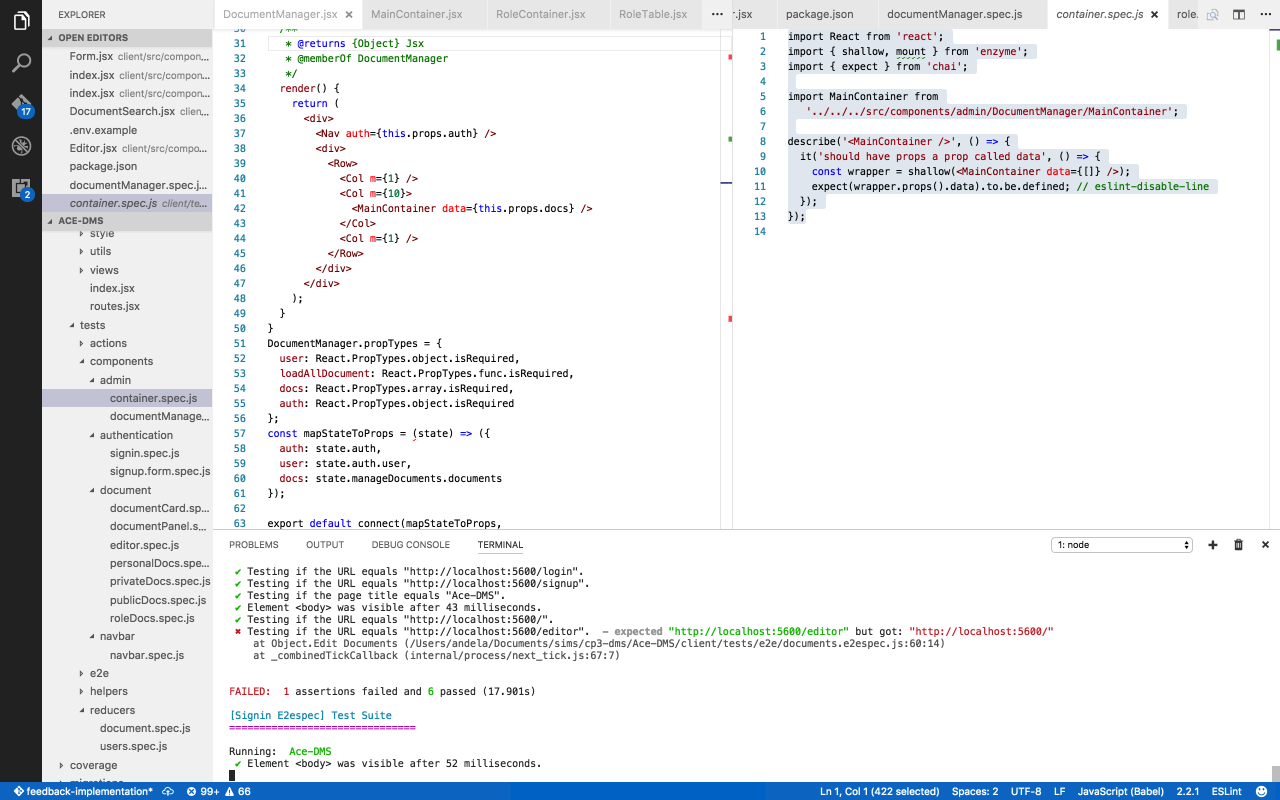 EXPLORER
OPEN EDITORS
Form.jsx client/src/compon...
index.jsx client/src/compon...
index.jsx client/src/compon...
DocumentSearch.jsx clien...
.env.example
Editor.jsx client/src/compo...
package.json
documentManager.spec.j...
container.spec.js client/te...
ACE-DMS
style
utils
views
index.jsx
routes.jsx
tests
actions
components
admin
container.spec.js
documentManage...
authentication
signin.spec.js
signup.form.spec.js
document
documentCard.sp...
documentPanel.s...
editor.spec.js
personalDocs.spe...
privateDocs.spe.js
publicDocs.spec.js
roleDocs.spec.js
navbar
navbar.spec.js
e2e
helpers
reducers
document.spec.js
users.spec.js
coverage
17
2
DocumentManager.jsx × MainContainer.jsx RoleContainer.jsx RoleTable.jsx ···
30 /**
31 * @returns {Object} Jsx
32 * @memberOf DocumentManager
33 */
34 render() {
35 return (
36 <div>
37 <Nav auth={this.props.auth} />
38 <div>
39 <Row>
40 <Col m={1} />
41 <Col m={10}>
42 <MainContainer data={this.props.docs} />
43 </Col>
44 <Col m={1} />
45 </Row>
46 </div>
47 </div>
48 );
49 }
50 }
51 DocumentManager.propTypes = {
52 user: React.PropTypes.object.isRequired,
53 loadAllDocument: React.PropTypes.func.isRequired,
54 docs: React.PropTypes.array.isRequired,
55 auth: React.PropTypes.object.isRequired
56 };
57 const mapStateToProps = (state) => ({
58 auth: state.auth,
59 user: state.auth.user,
60 docs: state.manageDocuments.documents
61 });
62
63 export default connect(mapStateToProps,
r.jsx package.json documentManager.spec.js container.spec.js × role. ···
1 import React from 'react';
2 import { shallow, mount } from 'enzyme';
3 import { expect } from 'chai';
4
5 import MainContainer from
6 '../../../src/components/admin/DocumentManager/MainContainer';
7
8 describe('<MainContainer />', () => {
9 it('should have props a prop called data', () => {
10 const wrapper = shallow(<MainContainer data={[]} />);
11 expect(wrapper.props().data).to.be.defined; // eslint-disable-line
12 });
13 });
14
PROBLEMS OUTPUT DEBUG CONSOLE TERMINAL 1: node
✔ Testing if the URL equals "http://localhost:5600/login".
✔ Testing if the URL equals "http://localhost:5600/signup".
✔ Testing if the page title equals "Ace-DMS".
✔ Element <body> was visible after 43 milliseconds.
✔ Testing if the URL equals "http://localhost:5600/".
✖ Testing if the URL equals "http://localhost:5600/editor". - expected "http://localhost:5600/editor" but got: "http://localhost:5600/"
at Object.Edit Documents (/Users/andela/Documents/sims/cp3-dms/Ace-DMS/client/tests/e2e/documents.e2espec.js:60:14)
at _combinedTickCallback (internal/process/next_tick.js:67:7)
FAILED: 1 assertions failed and 6 passed (17.901s)
[Signin E2espec] Test Suite
===============================
Running: Ace-DMS
✔ Element <body> was visible after 52 milliseconds.
feedback-implementation* 99+ 66 Ln 1, Col 1 (422 selected) Spaces: 2 UTF-8 LF JavaScript (Babel) 2.2.1 ESLint